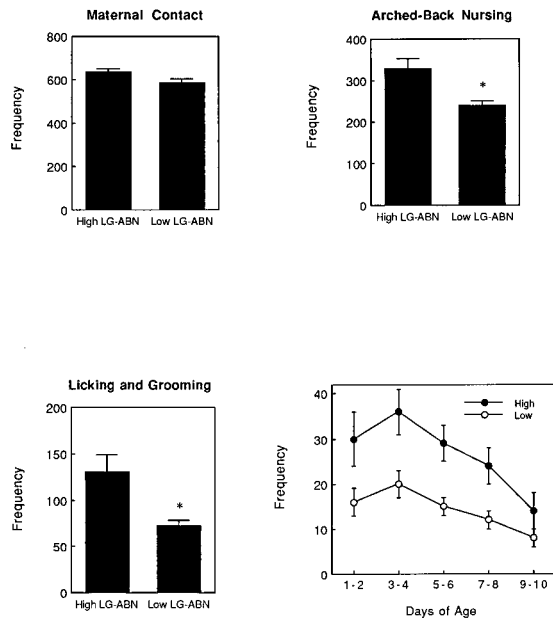 Maternal Contact
Frequency
800
600
400
200
0
High LG-ABN Low LG-ABN
Arched-Back Nursing
Frequency
400
300
200
100
0
*
High LG-ABN Low LG-ABN
Licking and Grooming
Frequency
200
150
100
50
0
*
High LG-ABN Low LG-ABN
Frequency
40
30
20
10
0
High
Low
1 - 2 3 - 4 5 - 6 7 - 8 9 - 10
Days of Age